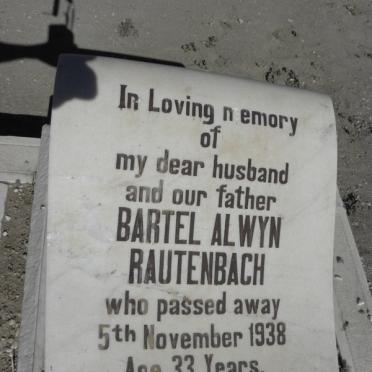 In Loving memory
of
my dear husband
and our father
BARTEL ALWYN
RAUTENBACH
who passed away
5th November 1938
Age 33 Years.